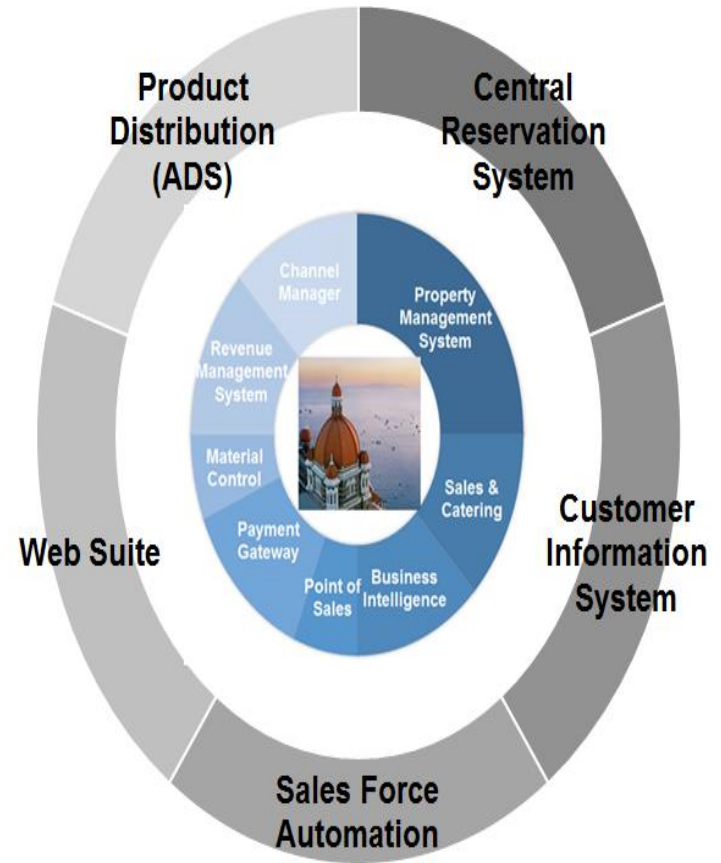 Product
Distribution
(ADS)
Central
Reservation
System
Channel
Manager
Property
Management
System
Revenue
Management
System
Material
Control
Sales &
Catering
Payment
Gateway
Point of
Sales
Business
Intelligence
Web Suite
Customer
Information
System
Sales Force
Automation